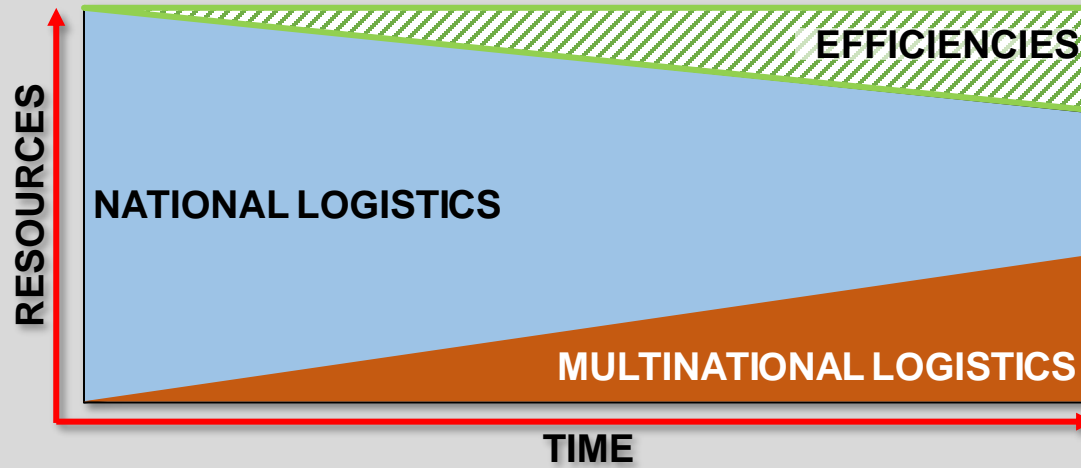 EFFICIENCIES
RESOURCES
NATIONAL LOGISTICS
MULTINATIONAL LOGISTICS
TIME